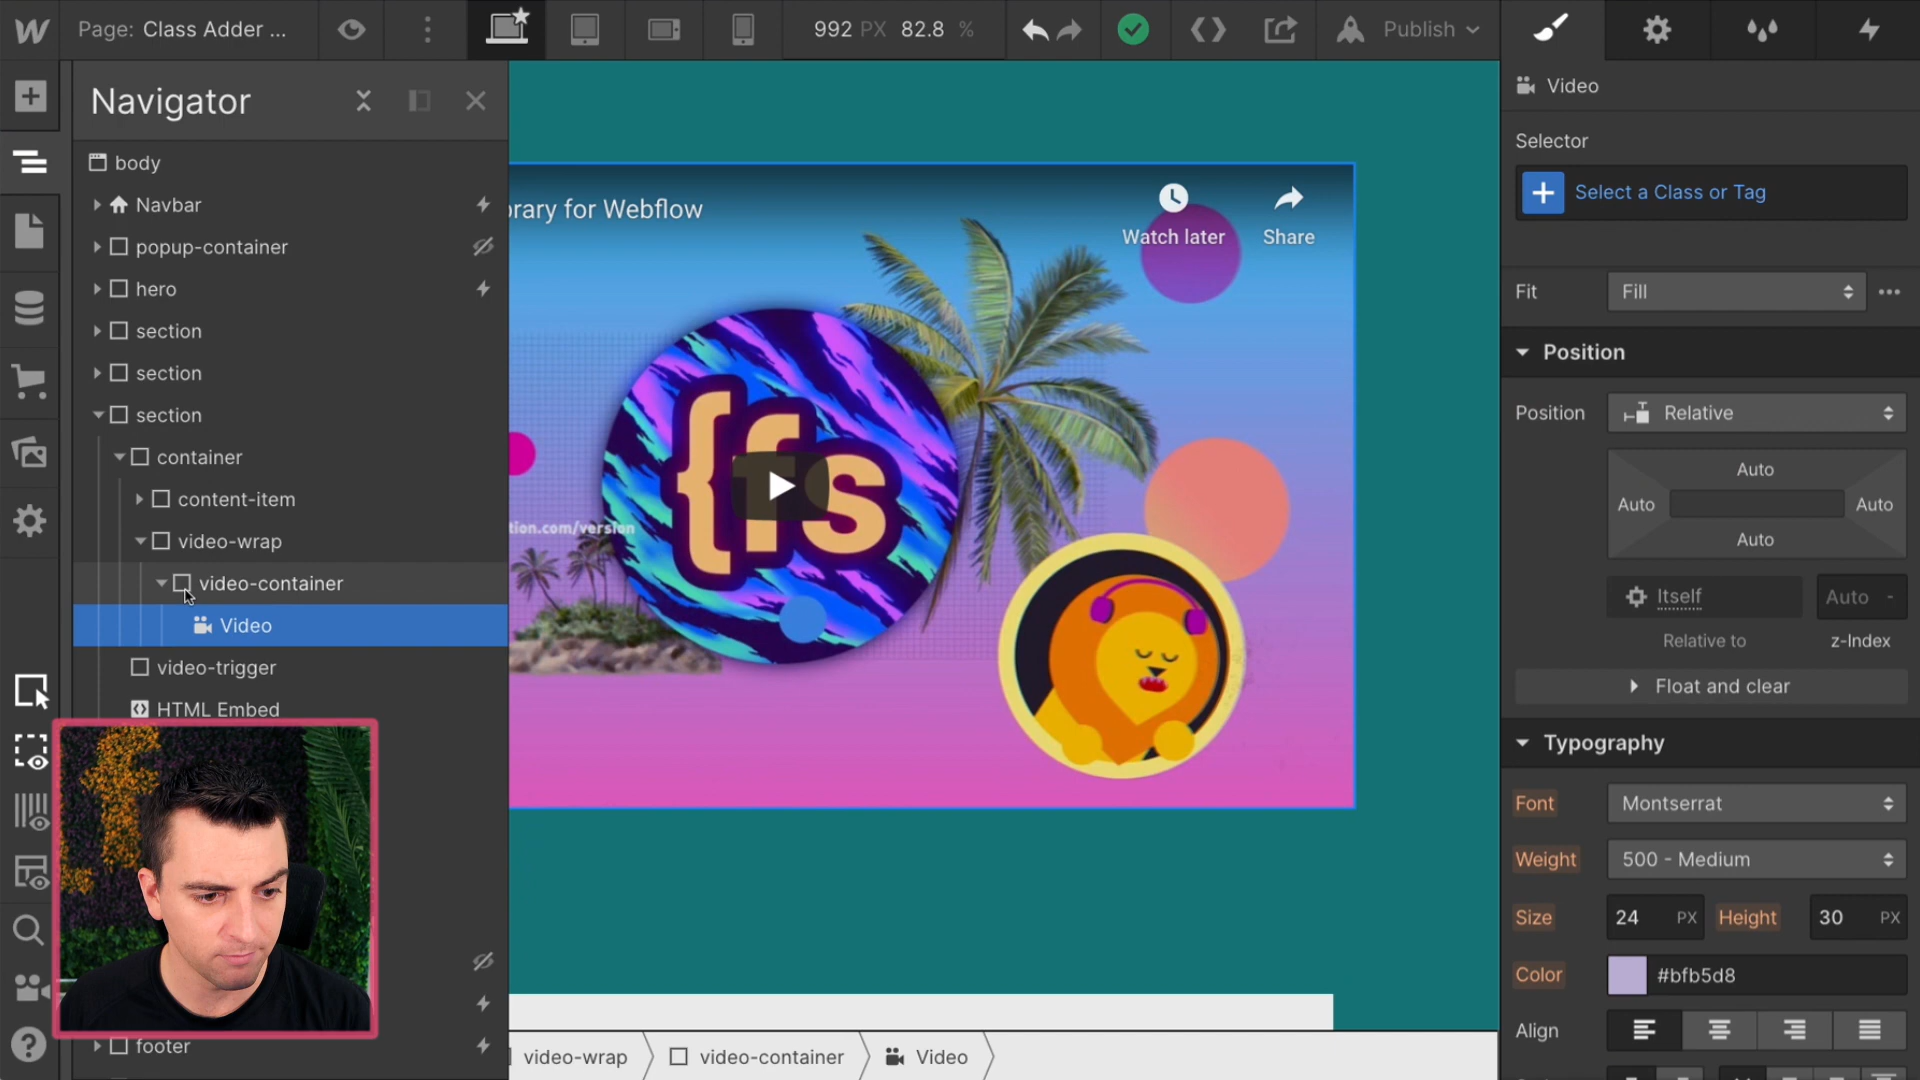 Page: Class Adder ...
992 PX 82.8 %
Publish
Navigator
body
Navbar
popup-container
hero
section
section
section
container
content-item
video-wrap
video-container
Video
video-trigger
HTML Embed
footer
brary for Webflow
Watch later
Share
{fs
tion.com/version
video-wrap
video-container
Video
Video
Selector
Select a Class or Tag
Fit
Fill
Position
Position
Relative
Auto
Auto
Auto
Auto
Itself
Auto -
Relative to
z-Index
Float and clear
Typography
Font
Montserrat
Weight
500 - Medium
Size
24 PX
Height
30 PX
Color
#bfb5d8
Align